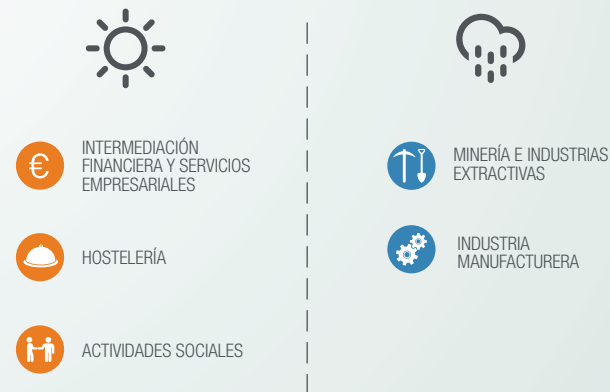 INTERMEDIACIÓN
FINANCIERA Y SERVICIOS
EMPRESARIALES
HOSTELERÍA
ACTIVIDADES SOCIALES
MINERÍA E INDUSTRIAS
EXTRACTIVAS
INDUSTRIA
MANUFACTURERA